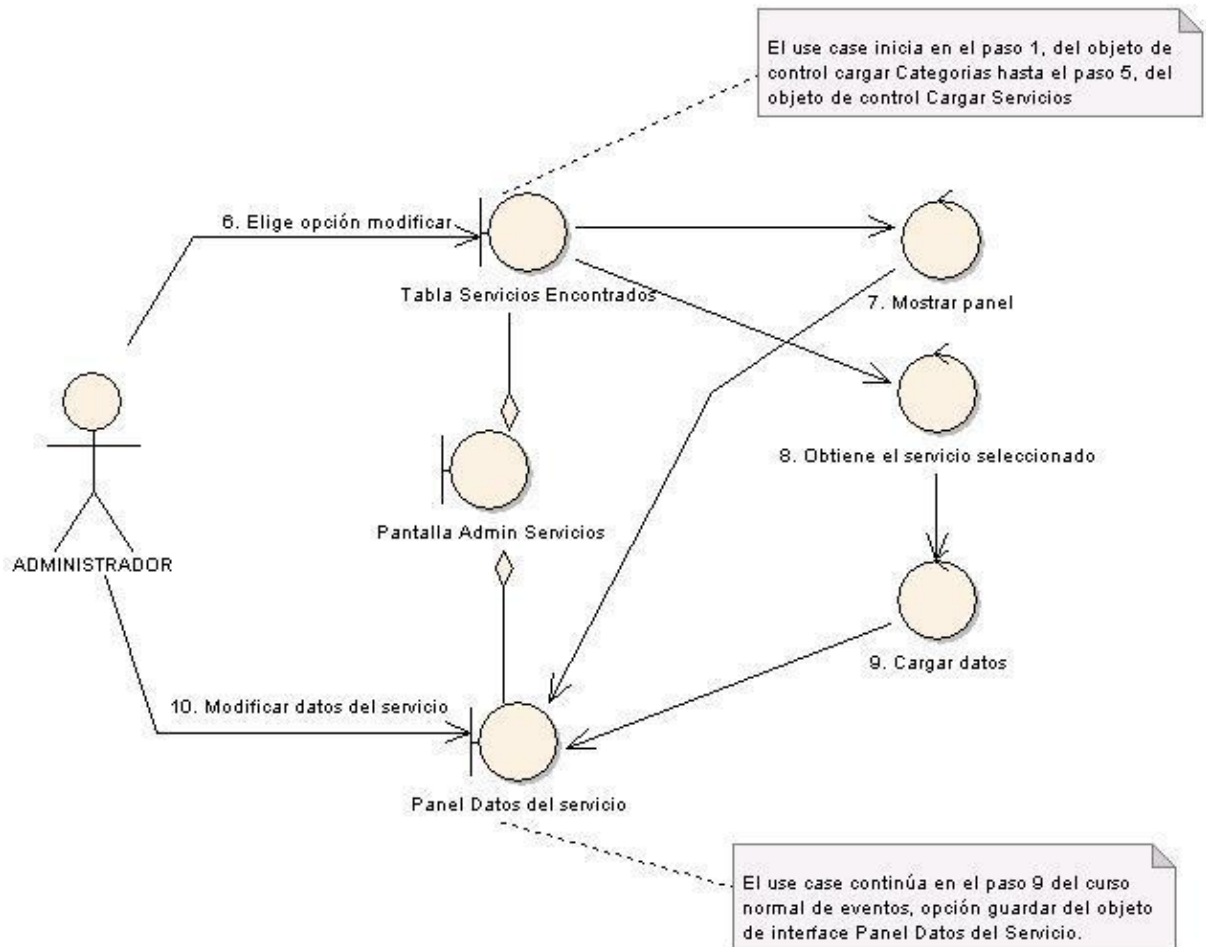 El use case inicia en el paso 1, del objeto de
control cargar Categorias hasta el paso 5, del
objeto de control Cargar Servicios
6. Elige opción modificar
Tabla Servicios Encontrados
7. Mostrar panel
8. Obtiene el servicio seleccionado
Pantalla Admin Servicios
ADMINISTRADOR
9. Cargar datos
10. Modificar datos del servicio
Panel Datos del servicio
El use case continúa en el paso 9 del curso
normal de eventos, opción guardar del objeto
de interface Panel Datos del Servicio.